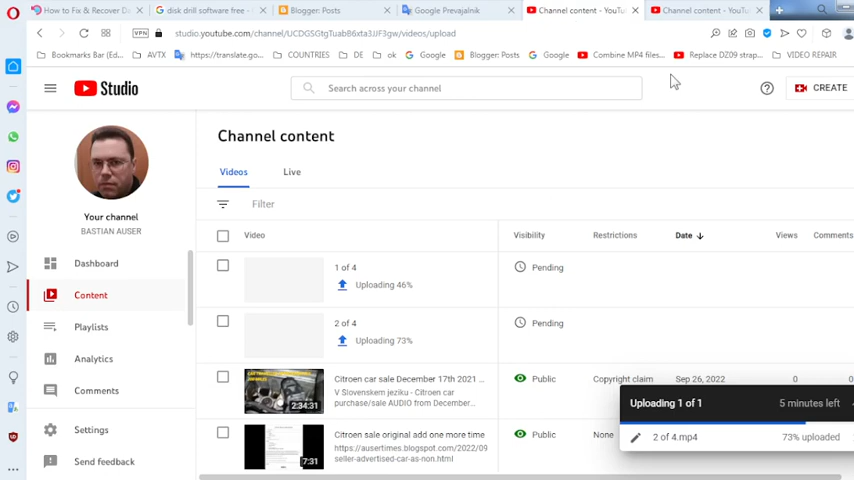 How to Fix & Recover Da
disk drill software free -
Blogger: Posts
Google Prevajalnik
Channel content - YouTu
Channel content - YouTu
VPN
studio.youtube.com/channel/UCDGSGtgTuabB6xta3JJF3gw/videos/upload
Bookmarks Bar (Ed...
AVTX
https://translate.go...
COUNTRIES
DE
ok
Google
Blogger: Posts
Google
Combine MP4 files...
Replace DZ09 strap...
VIDEO REPAIR
Studio
Search across your channel
CREATE
Your channel
BASTIAN AUSER
Dashboard
Content
Playlists
Analytics
Comments
Settings
Send feedback
Channel content
Videos
Live
Filter
Video
Visibility
Restrictions
Date
Views
Comments
1 of 4
Uploading 46%
Pending
2 of 4
Uploading 73%
Pending
2:34:31
Citroen car sale December 17th 2021 ...
V Slovenskem jeziku - Citroen car
purchase/sale AUDIO from December...
Public
Copyright claim
Sep 26, 2022
0
0
7:31
Citroen sale original add one more time
https://ausertimes.blogspot.com/2022/09
seller-advertised-car-as-non.html
Public
None
Uploading 1 of 1
5 minutes left
2 of 4.mp4
73% uploaded